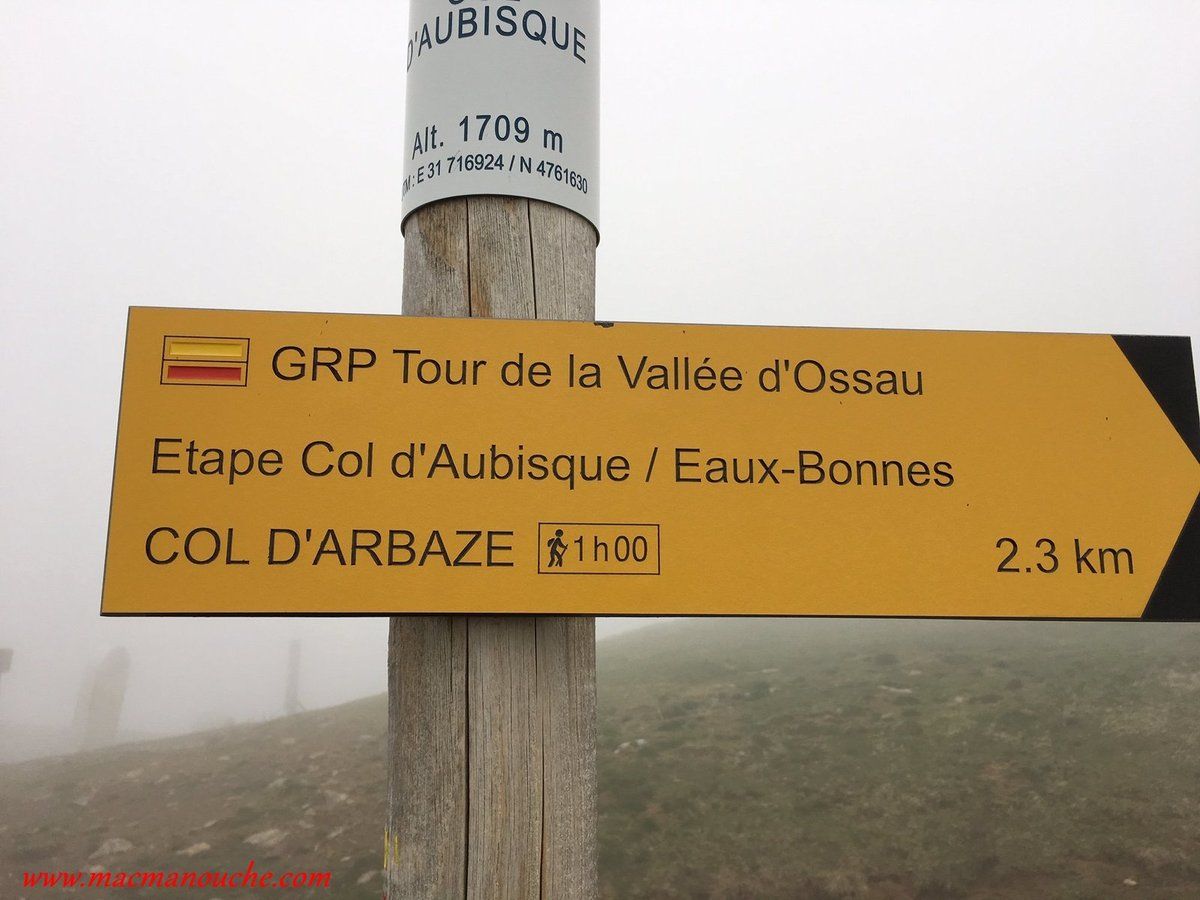 D'AUBISQUE
Alt. 1709 m
: E 31 716924 / N 4761630
GRP Tour de la Vallée d'Ossau
Etape Col d'Aubisque / Eaux-Bonnes
COL D'ARBAZE 1h00 2.3 km
www.macmanouche.com